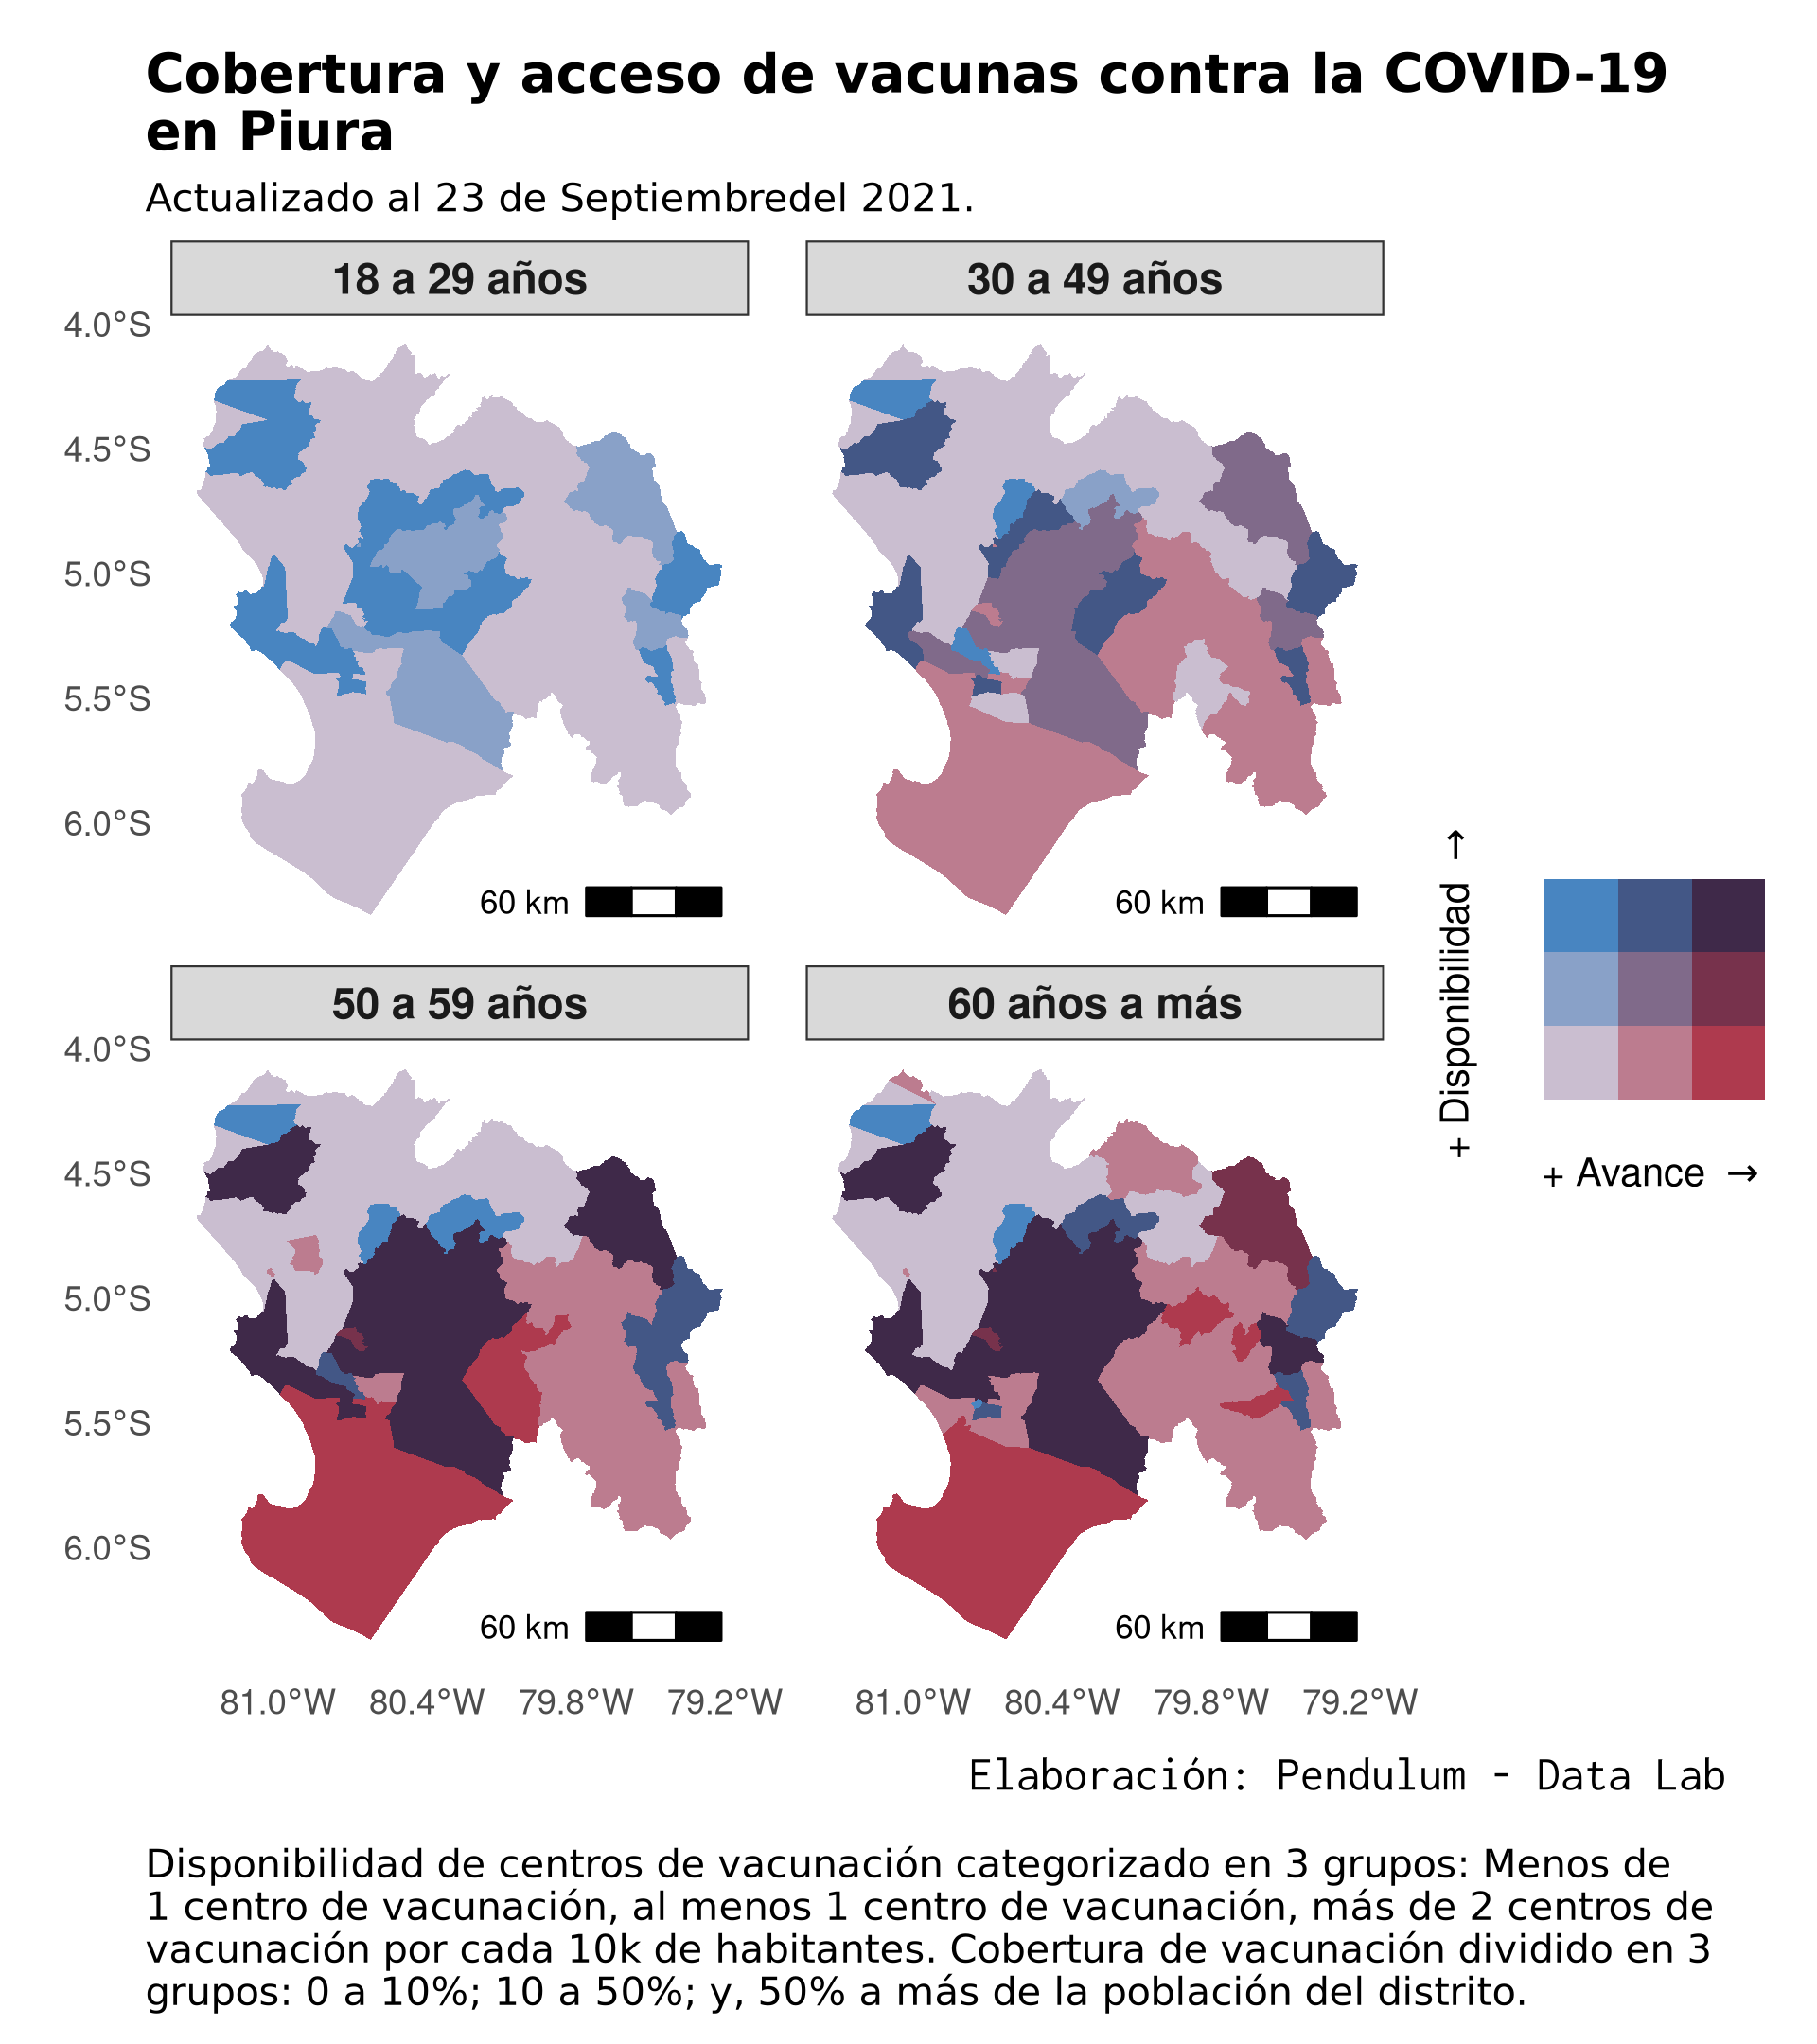 Cobertura y acceso de vacunas contra la COVID-19
en Piura
Actualizado al 23 de Septiembredel 2021.
18 a 29 años
30 a 49 años
4.0°S
4.5°S
5.0°S
5.5°S
6.0°S
60 km
60 km
50 a 59 años
60 años a más
4.0°S
4.5°S
5.0°S
5.5°S
6.0°S
60 km
60 km
81.0°W 80.4°W 79.8°W 79.2°W
81.0°W 80.4°W 79.8°W 79.2°W
+ Disponibilidad →
+ Avance →
Elaboración: Pendulum - Data Lab
Disponibilidad de centros de vacunación categorizado en 3 grupos: Menos de
1 centro de vacunación, al menos 1 centro de vacunación, más de 2 centros de
vacunación por cada 10k de habitantes. Cobertura de vacunación dividido en 3
grupos: 0 a 10%; 10 a 50%; y, 50% a más de la población del distrito.